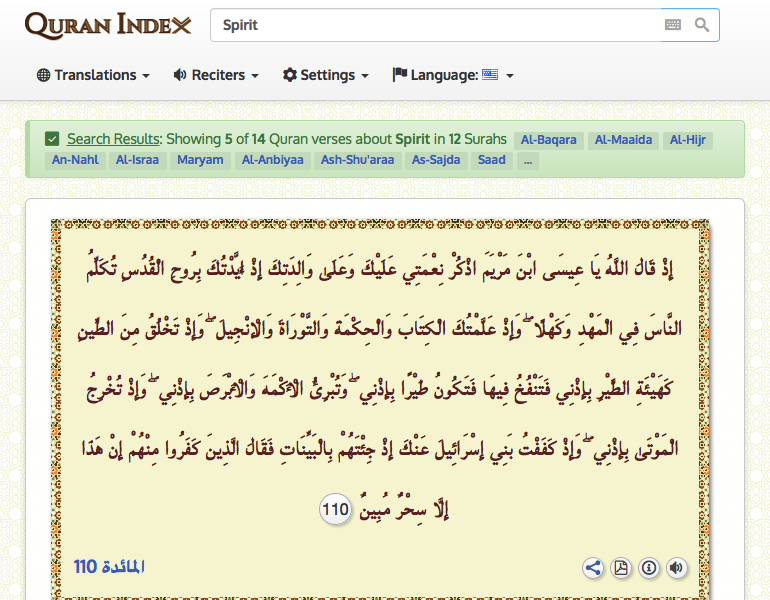 QURAN INDEX
Spirit
Translations
Reciters
Settings
Language:
Search Results: Showing 5 of 14 Quran verses about Spirit in 12 Surahs Al-Baqara Al-Maaida Al-Hijr
An-Nahl Al-Israa Maryam Al-Anbiyaa Ash-Shu'araa As-Sajda Saad ...
إِذْ قَالَ اللَّهُ يَا عِيسَى ابْنَ مَرْيَمَ اذْكُرْ نِعْمَتِي عَلَيْكَ وَعَلَىٰ وَالِدَتِكَ إِذْ أَيَّدْتُكَ بِرُوحِ الْقُدُسِ تُكَلِّمُ
النَّاسَ فِي الْمَهْدِ وَكَهْلًا ۖ وَإِذْ عَلَّمْتُكَ الْكِتَابَ وَالْحِكْمَةَ وَالتَّوْرَاةَ وَالْإِنْجِيلَ ۖ وَإِذْ تَخْلُقُ مِنَ الطِّينِ
كَهَيْئَةِ الطَّيْرِ بِإِذْنِي فَتَنْفُخُ فِيهَا فَتَكُونُ طَيْرًا بِإِذْنِي ۖ وَتُبْرِئُ الْأَكْمَهَ وَالْأَبْرَصَ بِإِذْنِي ۖ وَإِذْ تُخْرِجُ
الْمَوْتَىٰ بِإِذْنِي ۖ وَإِذْ كَفَفْتُ بَنِي إِسْرَائِيلَ عَنْكَ إِذْ جِئْتَهُمْ بِالْبَيِّنَاتِ فَقَالَ الَّذِينَ كَفَرُوا مِنْهُمْ إِنْ هَٰذَا
إِلَّا سِحْرٌ مُبِينٌ 110
المائدة 110